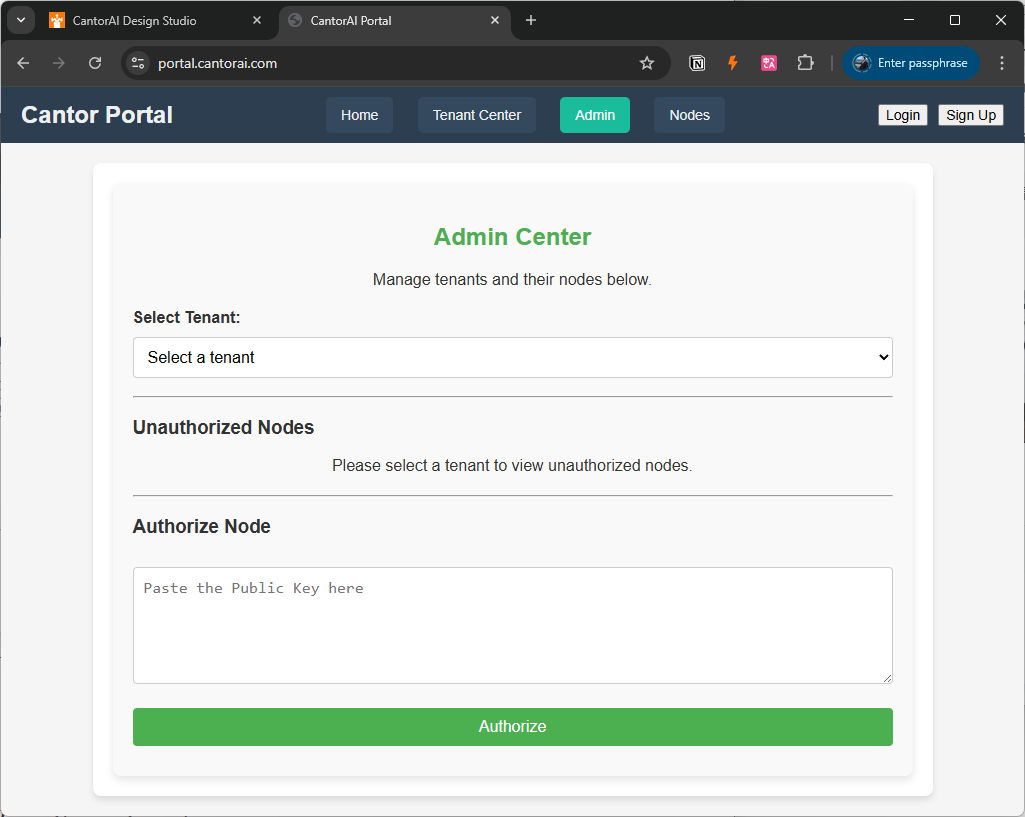 CantorAI Design Studio
CantorAI Portal
portal.cantorai.com
Enter passphrase
Cantor Portal
Home
Tenant Center
Admin
Nodes
Login
Sign Up
Admin Center
Manage tenants and their nodes below.
Select Tenant:
Select a tenant
Unauthorized Nodes
Please select a tenant to view unauthorized nodes.
Authorize Node
Paste the Public Key here
Authorize